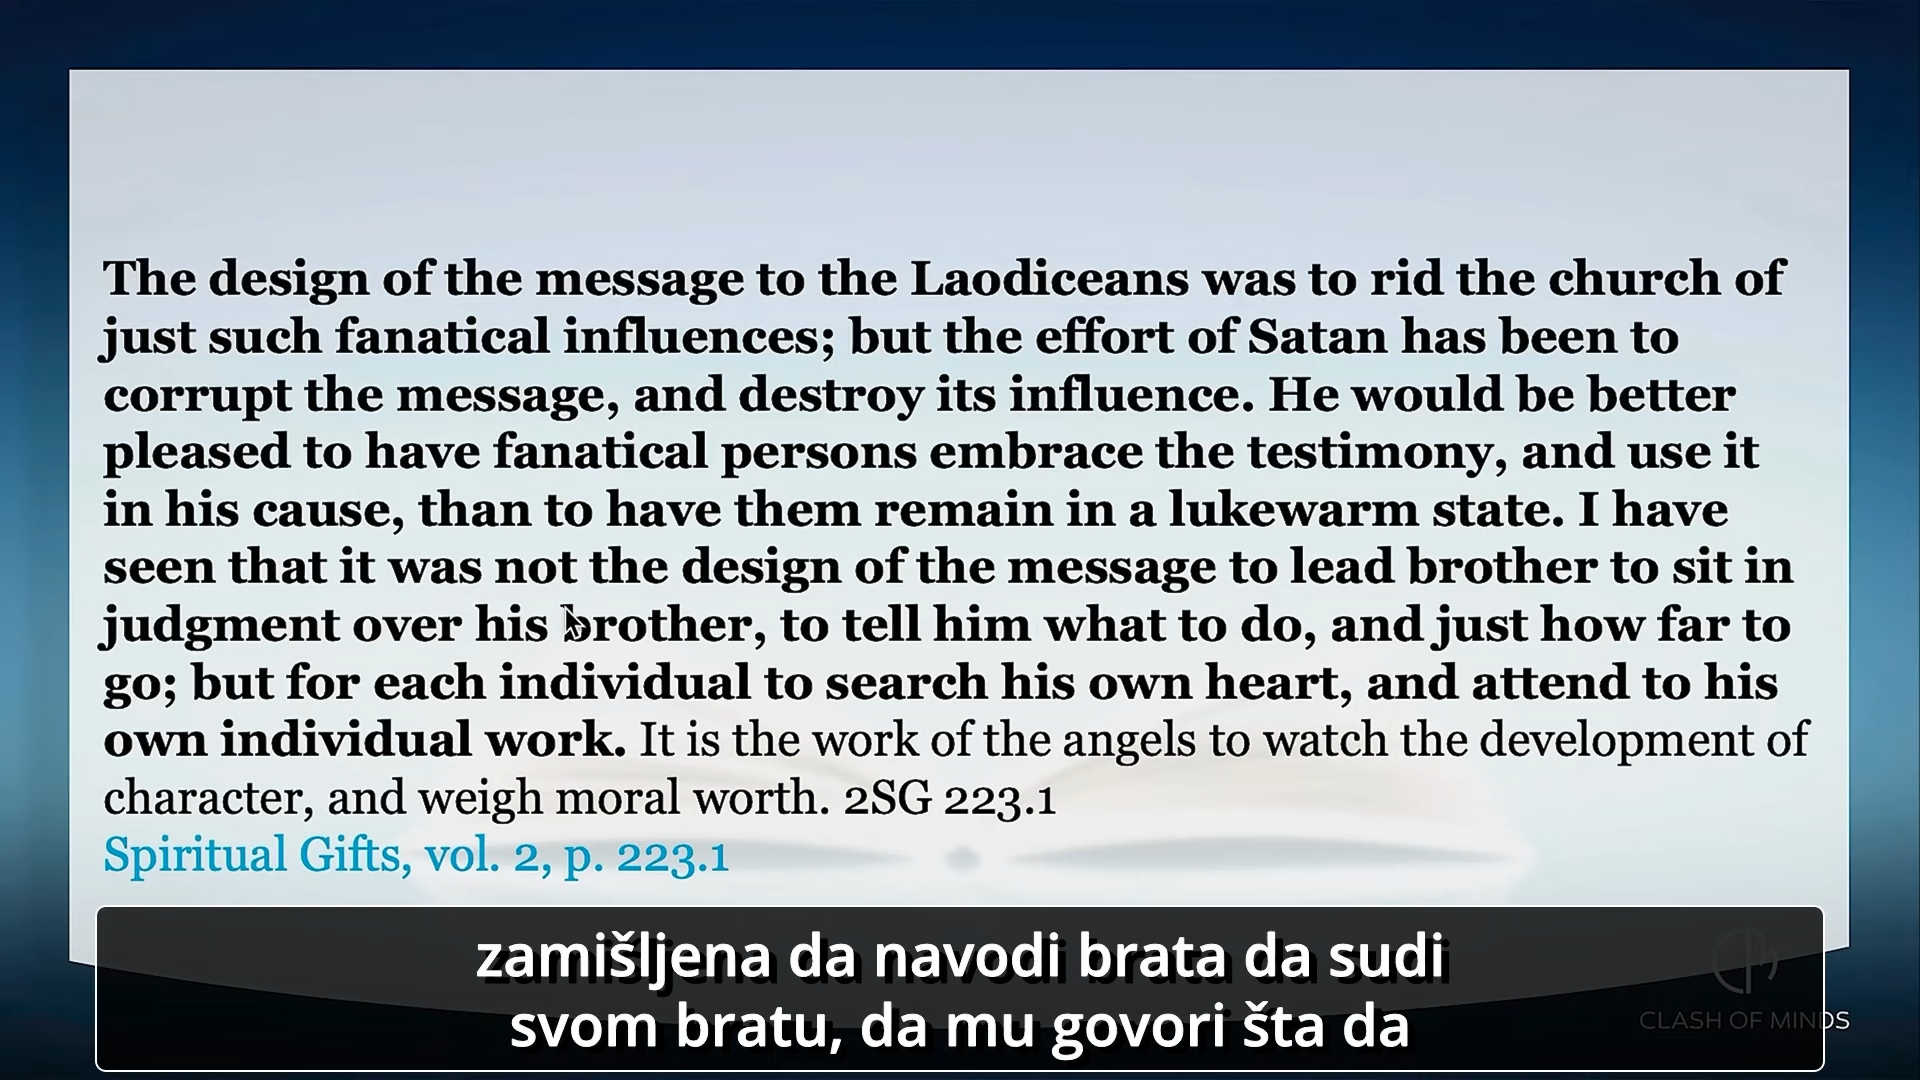 The design of the message to the Laodiceans was to rid the church of
just such fanatical influences; but the effort of Satan has been to
corrupt the message, and destroy its influence. He would be better
pleased to have fanatical persons embrace the testimony, and use it
in his cause, than to have them remain in a lukewarm state. I have
seen that it was not the design of the message to lead brother to sit in
judgment over his brother, to tell him what to do, and just how far to
go; but for each individual to search his own heart, and attend to his
own individual work. It is the work of the angels to watch the development of
character, and weigh moral worth. 2SG 223.1
Spiritual Gifts, vol. 2, p. 223.1
zamišljena da navodi brata da sudi
svom bratu, da mu govori šta da
CLASH OF MINDS